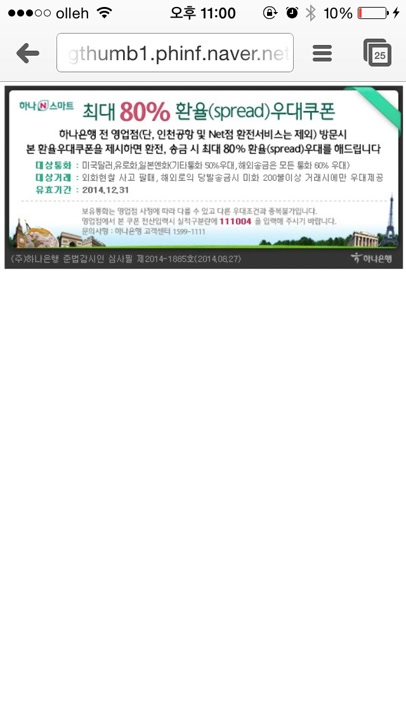 olleh 오후 11:00 10%
gthumb1.phinf.naver.net 25
하나 N 스마트 최대 80% 환율(spread)우대쿠폰
하나은행 전 영업점(단, 인천공항 및 Net점 환전서비스는 제외) 방문시
본 환율우대쿠폰을 제시하면 환전, 송금 시 최대 80% 환율(spread)우대를 해드립니다
대상통화 : 미국달러,유로화,일본엔화(기타통화 50%우대,해외송금은 모든 통화 60% 우대)
대상거래 : 외화현찰 사고 팔때, 해외로의 당발송금시 미화 200불이상 거래시에만 우대제공
유효기간 : 2014.12.31
보유통화는 영업점 사정에 따라 다를 수 있고 다른 우대조건과 중복불가입니다.
영업점에서 본 쿠폰 전산입력시 실적구분란에 111004 을 입력해 주시기 바랍니다.
문의사항 : 하나은행 고객센터 1599-1111
(주)하나은행 준법감시인 심사필 제2014-1885호(2014.08.27) 하나은행